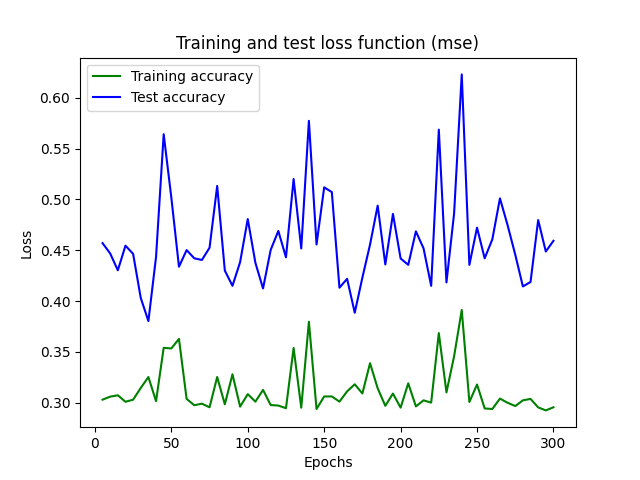 Training and test loss function (mse)
Training accuracy
Test accuracy
Loss
0.60
0.55
0.50
0.45
0.40
0.35
0.30
0 50 100 150 200 250 300
Epochs